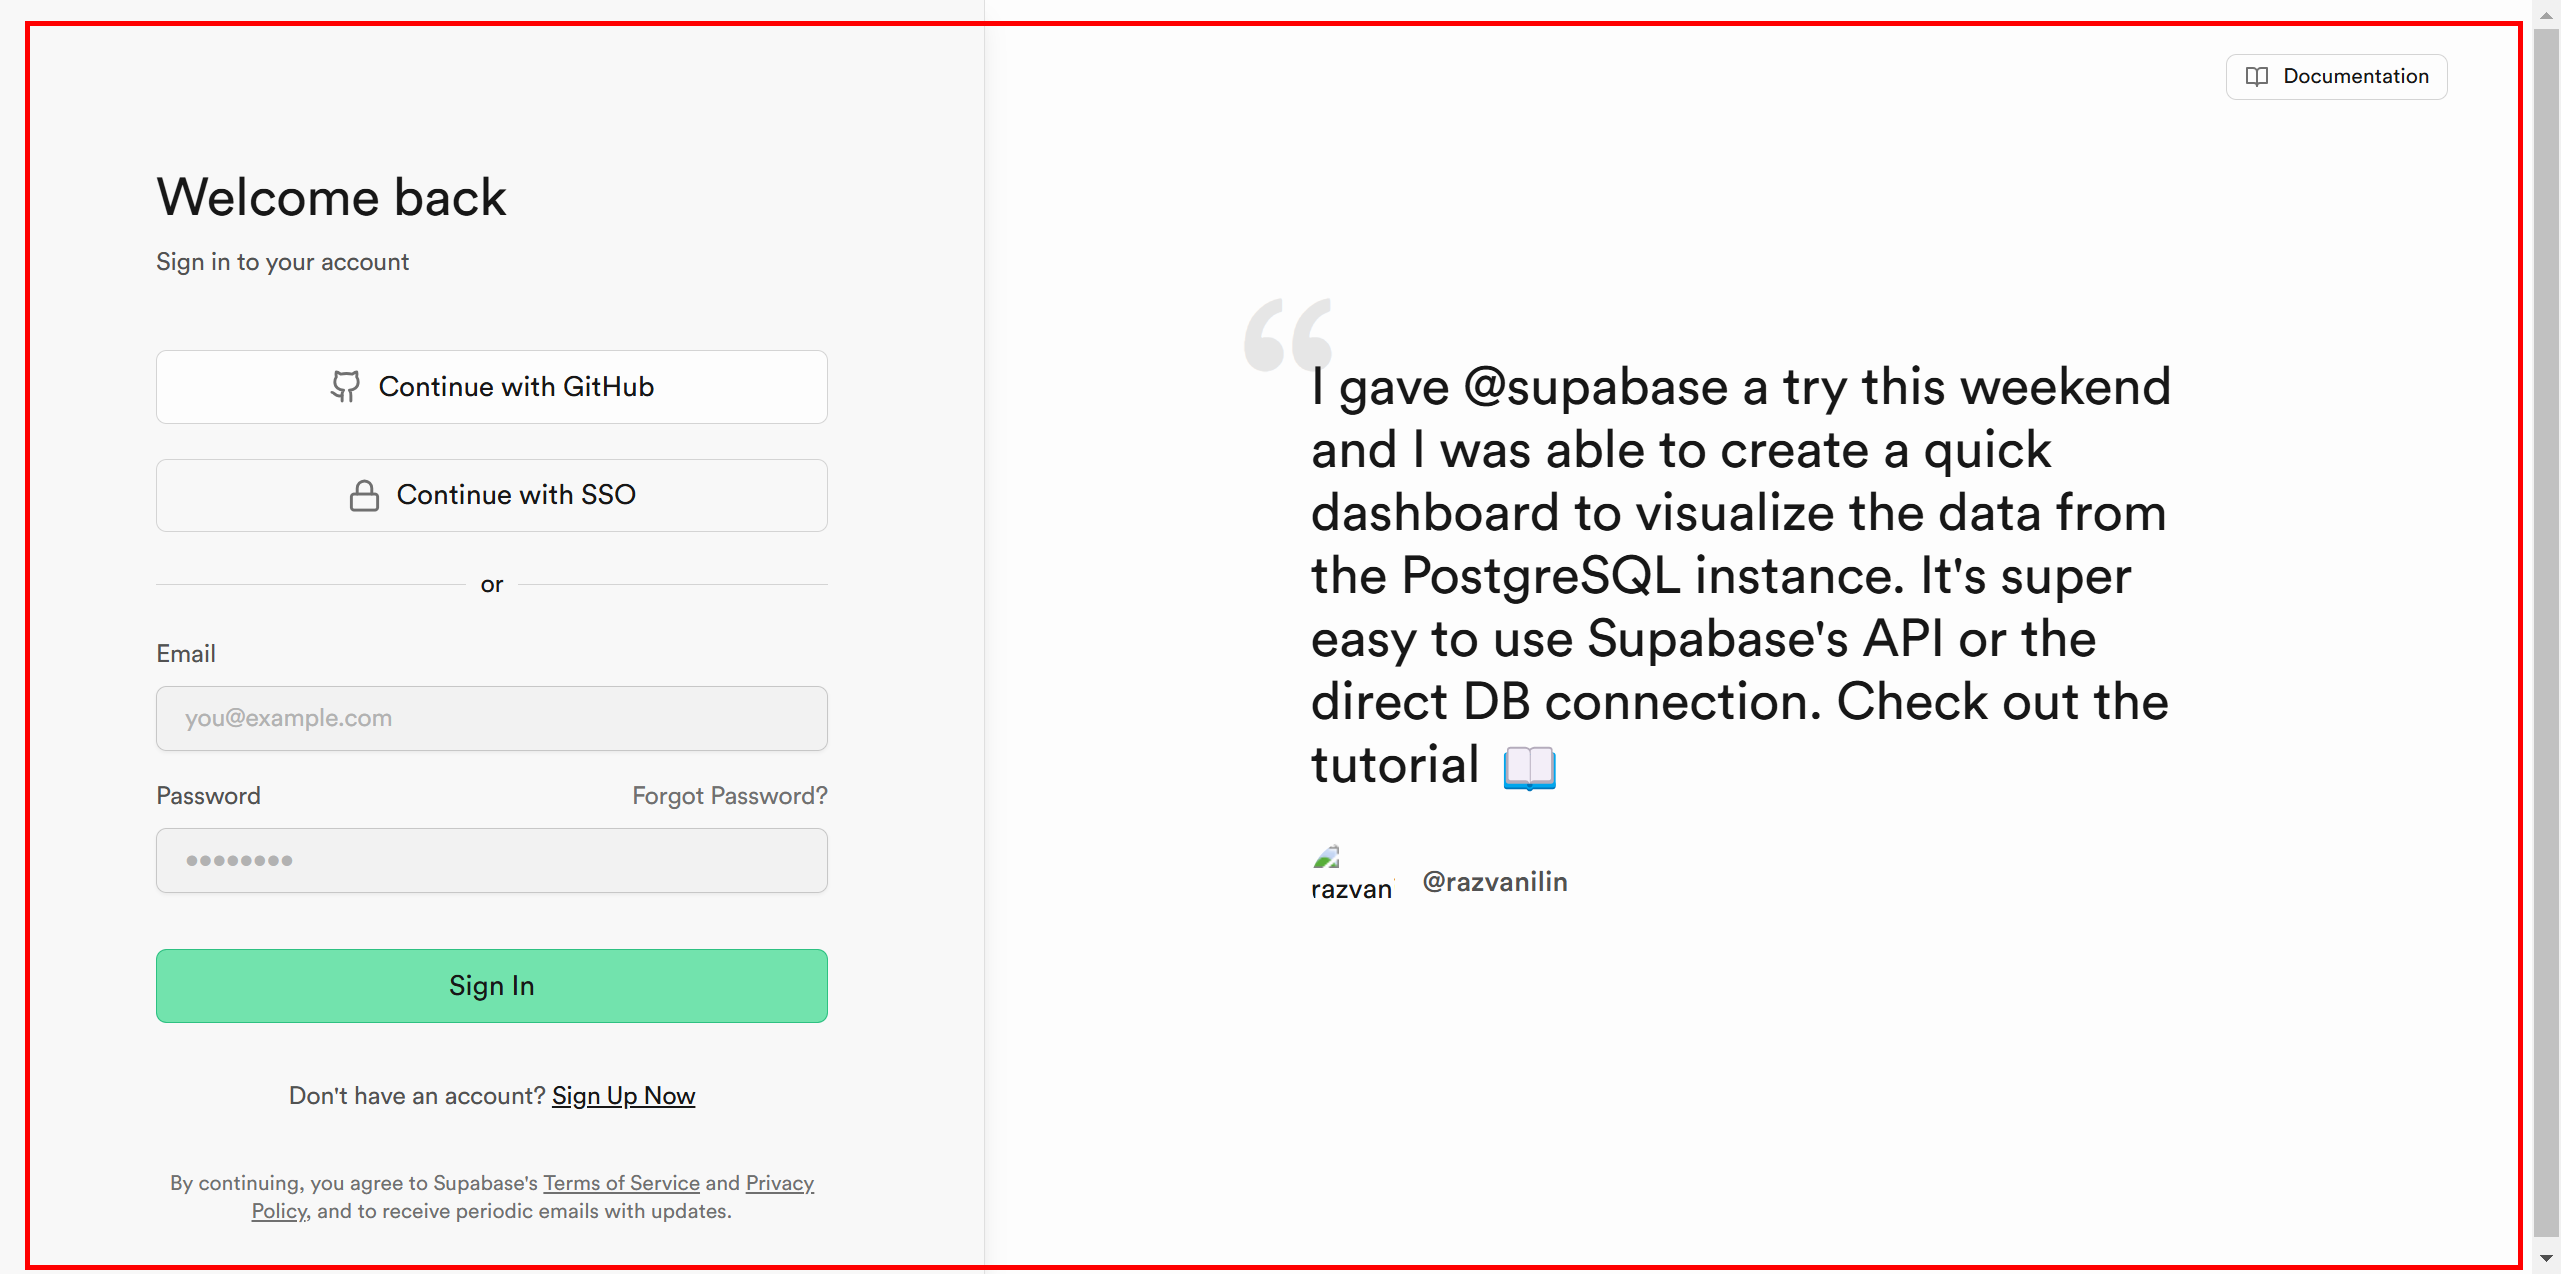 Documentation
Welcome back
Sign in to your account
Continue with GitHub
Continue with SSO
or
Email
you@example.com
Password
Forgot Password?
Sign In
Don't have an account? Sign Up Now
By continuing, you agree to Supabase's Terms of Service and Privacy
Policy, and to receive periodic emails with updates.
“
I gave @supabase a try this weekend
and I was able to create a quick
dashboard to visualize the data from
the PostgreSQL instance. It's super
easy to use Supabase's API or the
direct DB connection. Check out the
tutorial 📖
razvan
@razvanilin